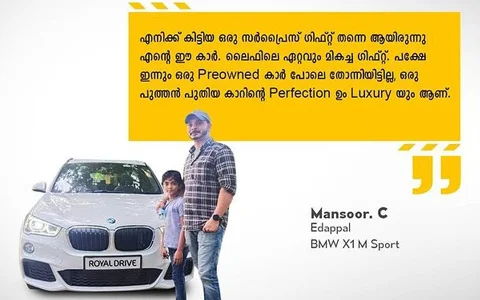 എനിക്ക് കിട്ടിയ ഒരു സർപ്രൈസ് ഗിഫ്റ്റ് തന്നെ ആയിരുന്നു
എന്റെ ഈ കാർ. ലൈഫിലെ ഏറ്റവും മികച്ച ഗിഫ്റ്റ്. പക്ഷേ
ഇന്നും ഒരു Preowned കാർ പോലെ തോന്നിയിട്ടില്ല, ഒരു
പുത്തൻ പുതിയ കാറിന്റെ Perfection ഉം Luxury യും ആണ്.
Mansoor. C
Edappal
BMW X1 M Sport
ROYAL DRIVE